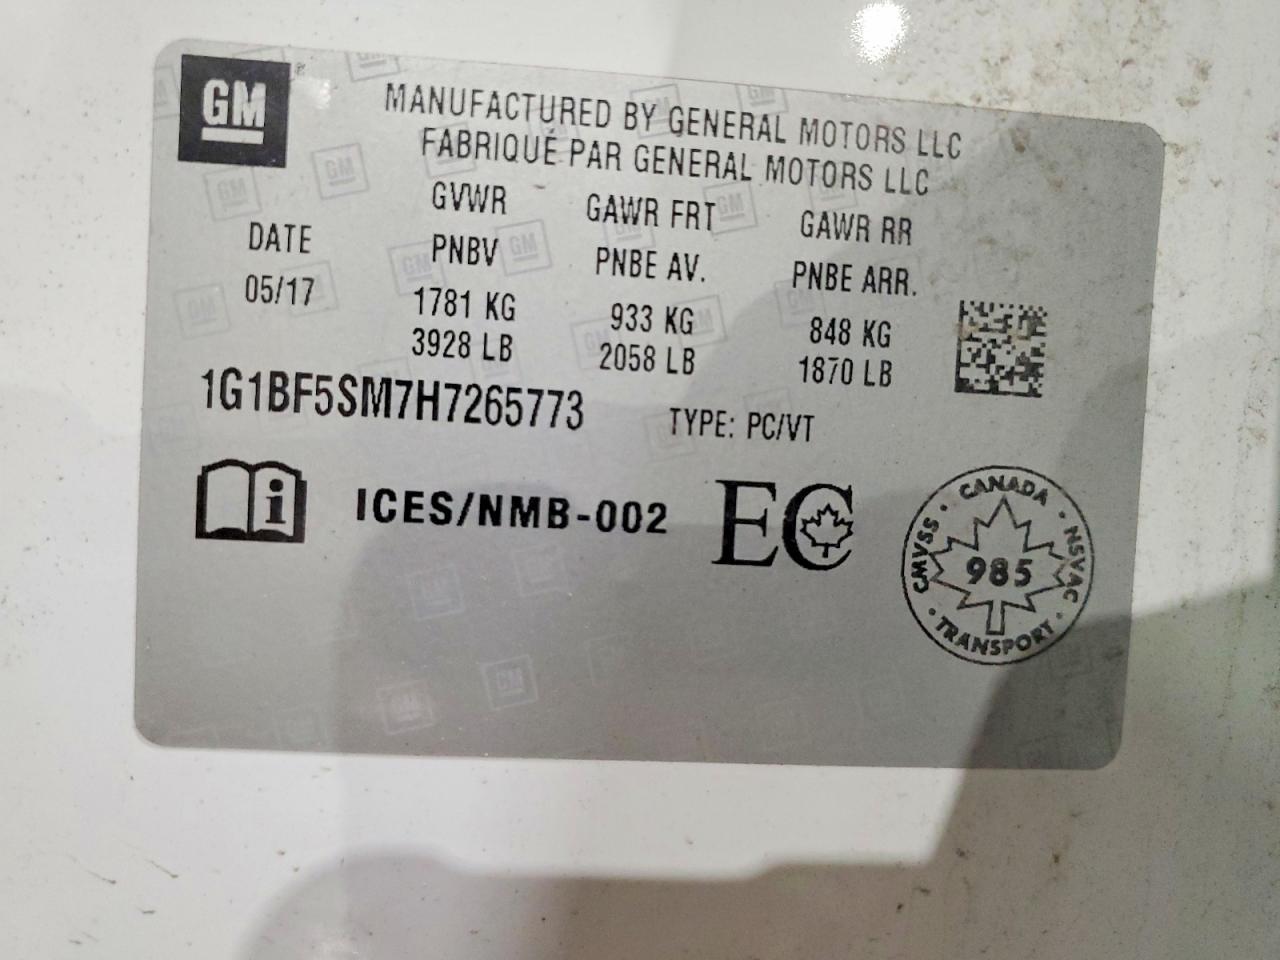 GM
MANUFACTURED BY GENERAL MOTORS LLC
FABRIQUÉ PAR GENERAL MOTORS LLC
DATE GVWR GAWR FRT GAWR RR
PNBV PNBE AV. PNBE ARR.
05/17 1781 KG 933 KG 848 KG
3928 LB 2058 LB 1870 LB
1G1BF5SM7H7265773 TYPE: PC/VT
i ICES/NMB-002 EC
CANADA · NSVAC · TRANSPORT · CMVSS ·
985